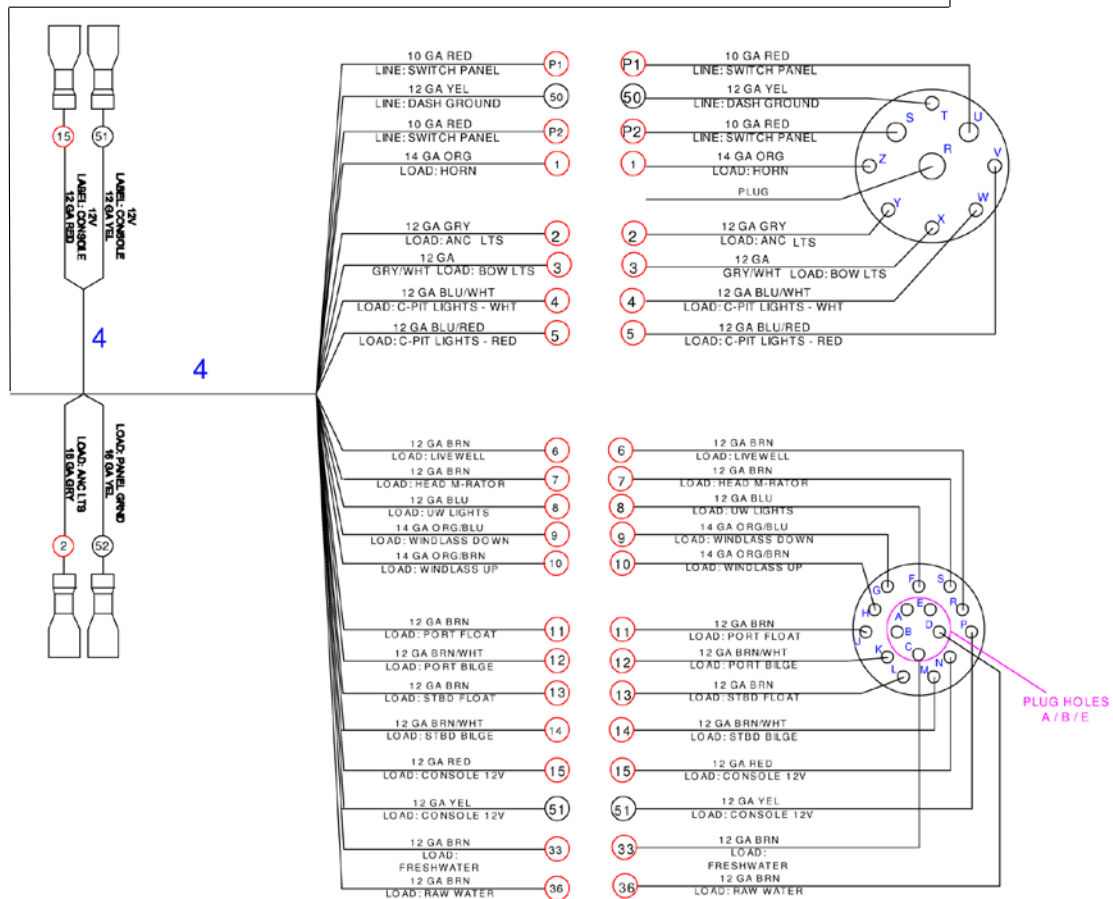 15
51
12V
LABEL: CONSOLE
12 GA YEL
12V
LABEL: CONSOLE
12 GA RED
4
4
LOAD: PANEL GRND
16 GA YEL
LOAD: ANC LTS
16 GA GRY
2
52
10 GA RED
LINE: SWITCH PANEL
P1
12 GA YEL
LINE: DASH GROUND
50
10 GA RED
LINE: SWITCH PANEL
P2
14 GA ORG
LOAD: HORN
1
12 GA GRY
LOAD: ANC LTS
2
12 GA
GRY/WHT LOAD: BOW LTS
3
12 GA BLU/WHT
LOAD: C-PIT LIGHTS - WHT
4
12 GA BLU/RED
LOAD: C-PIT LIGHTS - RED
5
12 GA BRN
LOAD: LIVEWELL
6
12 GA BRN
LOAD: HEAD M-RATOR
7
12 GA BLU
LOAD: UW LIGHTS
8
14 GA ORG/BLU
LOAD: WINDLASS DOWN
9
14 GA ORG/BRN
LOAD: WINDLASS UP
10
12 GA BRN
LOAD: PORT FLOAT
11
12 GA BRN/WHT
LOAD: PORT BILGE
12
12 GA BRN
LOAD: STBD FLOAT
13
12 GA BRN/WHT
LOAD: STBD BILGE
14
12 GA RED
LOAD: CONSOLE 12V
15
12 GA YEL
LOAD: CONSOLE 12V
51
12 GA BRN
LOAD:
FRESHWATER
33
12 GA BRN
LOAD: RAW WATER
36
P1
10 GA RED
LINE: SWITCH PANEL
50
12 GA YEL
LINE: DASH GROUND
P2
10 GA RED
LINE: SWITCH PANEL
1
14 GA ORG
LOAD: HORN
PLUG
2
12 GA GRY
LOAD: ANC LTS
3
12 GA
GRY/WHT LOAD: BOW LTS
4
12 GA BLU/WHT
LOAD: C-PIT LIGHTS - WHT
5
12 GA BLU/RED
LOAD: C-PIT LIGHTS - RED
S
T
U
Z
R
V
Y
X
W
6
12 GA BRN
LOAD: LIVEWELL
7
12 GA BRN
LOAD: HEAD M-RATOR
8
12 GA BLU
LOAD: UW LIGHTS
9
14 GA ORG/BLU
LOAD: WINDLASS DOWN
10
14 GA ORG/BRN
LOAD: WINDLASS UP
11
12 GA BRN
LOAD: PORT FLOAT
12
12 GA BRN/WHT
LOAD: PORT BILGE
13
12 GA BRN
LOAD: STBD FLOAT
14
12 GA BRN/WHT
LOAD: STBD BILGE
15
12 GA RED
LOAD: CONSOLE 12V
51
12 GA YEL
LOAD: CONSOLE 12V
33
12 GA BRN
LOAD:
FRESHWATER
36
12 GA BRN
LOAD: RAW WATER
G
F
S
H
A
E
R
J
B
D
P
K
C
N
L
M
PLUG HOLES
A / B / E